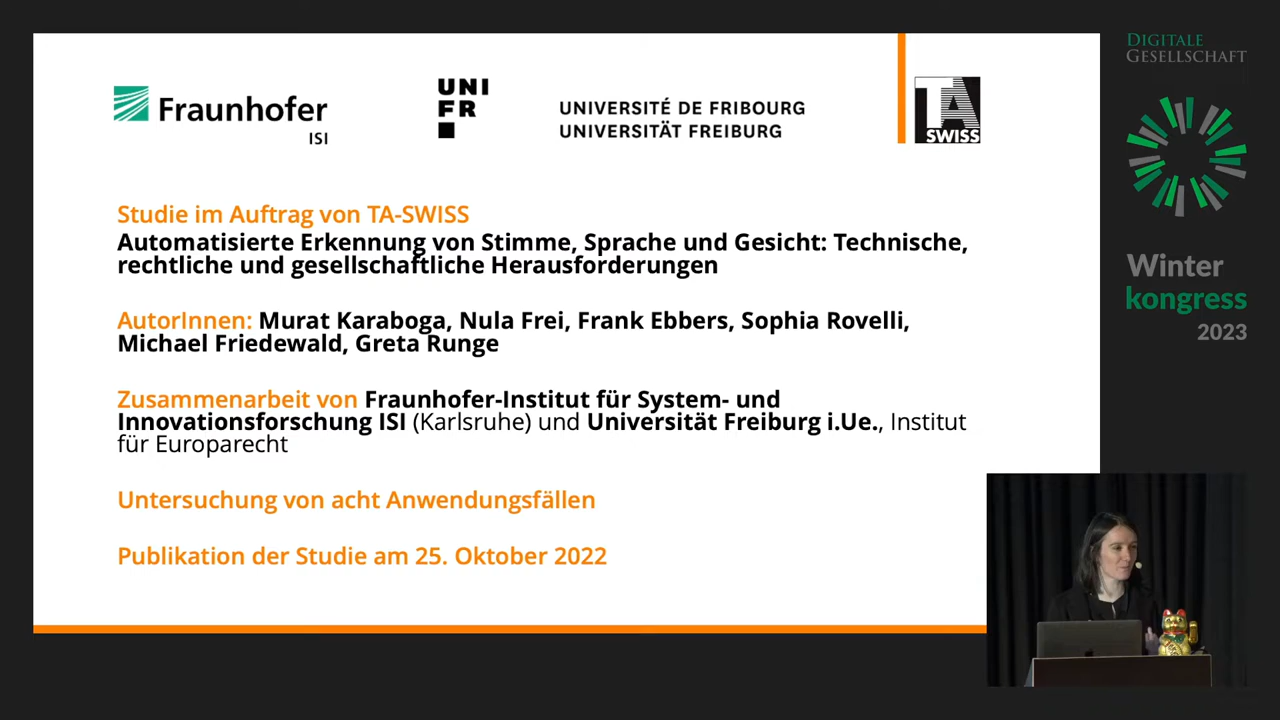 Fraunhofer
ISI
UNI
FR
UNIVERSITÉ DE FRIBOURG
UNIVERSITÄT FREIBURG
TA
SWISS
DIGITALE
GESELLSCHAFT
Winter
kongress
2023
Studie im Auftrag von TA-SWISS
Automatisierte Erkennung von Stimme, Sprache und Gesicht: Technische,
rechtliche und gesellschaftliche Herausforderungen
AutorInnen: Murat Karaboga, Nula Frei, Frank Ebbers, Sophia Rovelli,
Michael Friedewald, Greta Runge
Zusammenarbeit von Fraunhofer-Institut für System- und
Innovationsforschung ISI (Karlsruhe) und Universität Freiburg i.Ue., Institut
für Europarecht
Untersuchung von acht Anwendungsfällen
Publikation der Studie am 25. Oktober 2022